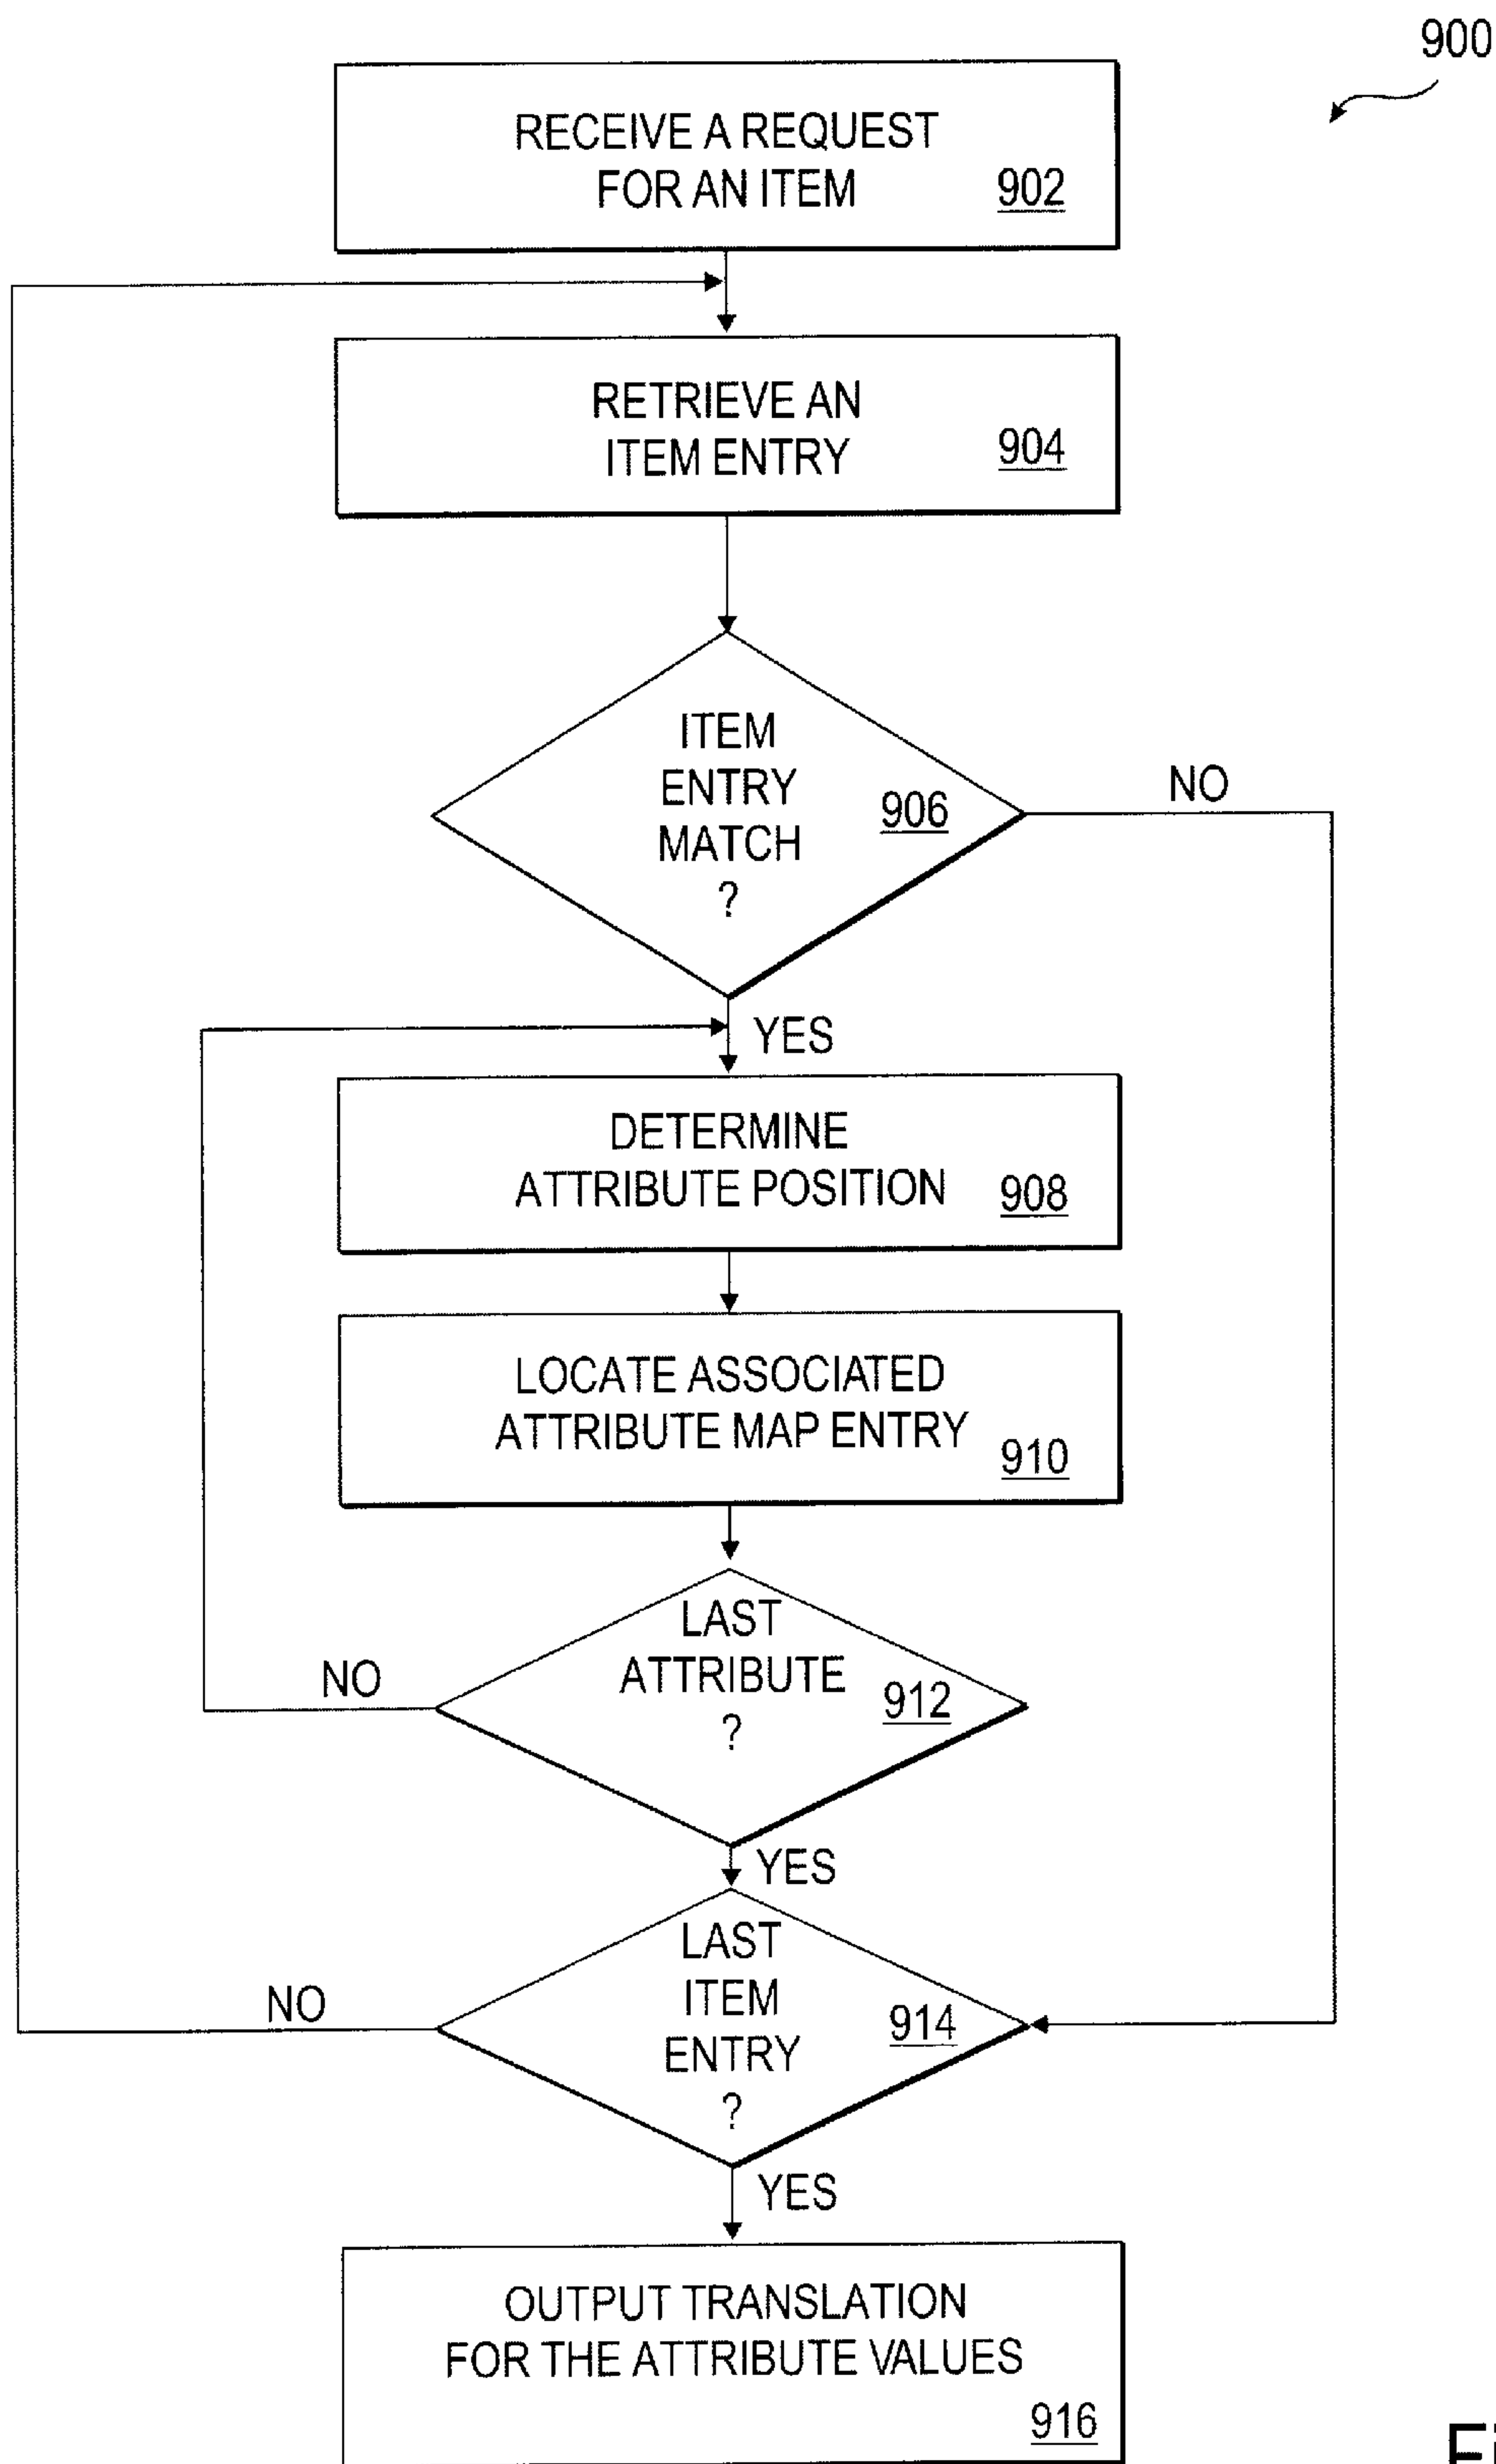 900
RECEIVE A REQUEST
FOR AN ITEM
902
RETRIEVE AN
ITEM ENTRY
904
ITEM
ENTRY
MATCH
?
906
NO
YES
DETERMINE
ATTRIBUTE POSITION
908
LOCATE ASSOCIATED
ATTRIBUTE MAP ENTRY
910
LAST
ATTRIBUTE
?
912
NO
YES
LAST
ITEM
ENTRY
?
914
NO
YES
OUTPUT TRANSLATION
FOR THE ATTRIBUTE VALUES
916